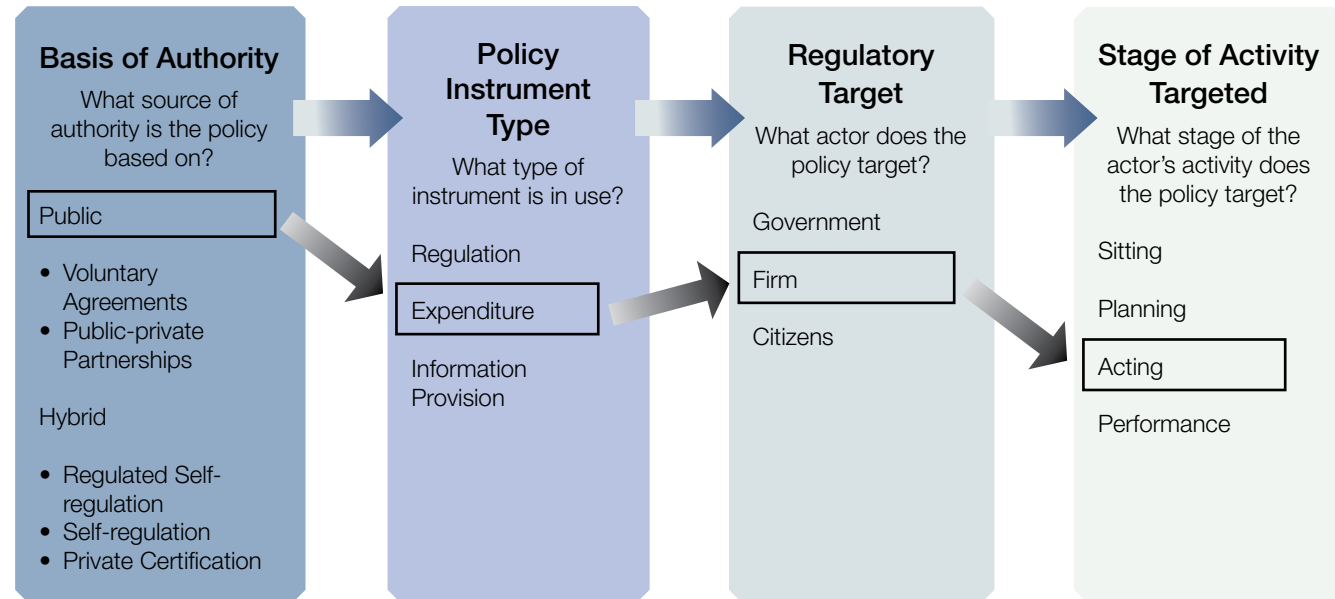 Basis of Authority
What source of
authority is the policy
based on?
Public
• Voluntary
Agreements
• Public-private
Partnerships
Hybrid
• Regulated Self-
regulation
• Self-regulation
• Private Certification
Policy
Instrument
Type
What type of
instrument is in use?
Regulation
Expenditure
Information
Provision
Regulatory
Target
What actor does the
policy target?
Government
Firm
Citizens
Stage of Activity
Targeted
What stage of the
actor's activity does
the policy target?
Sitting
Planning
Acting
Performance